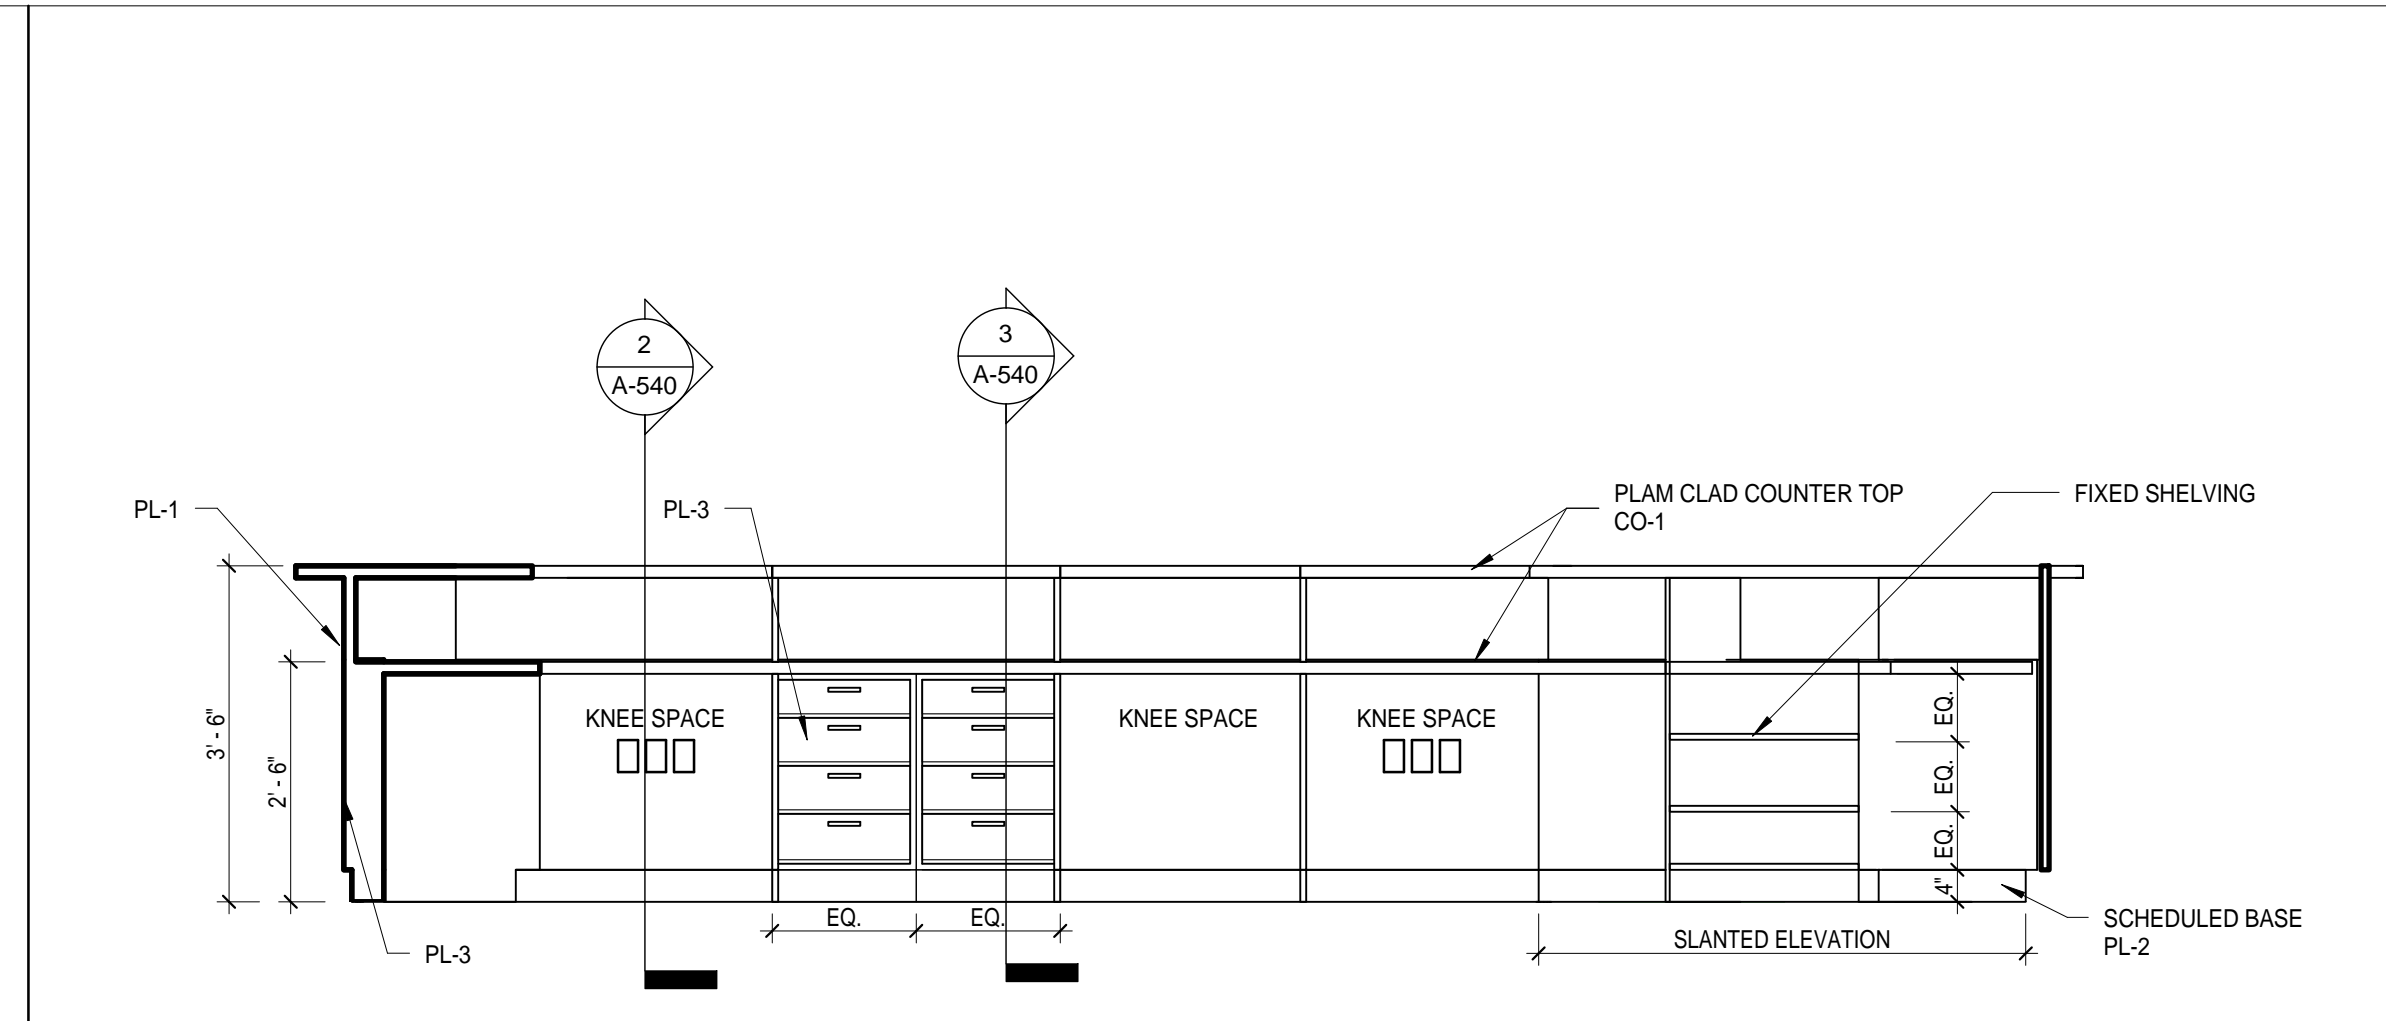 2
A-540
3
A-540
PL-1
PL-3
PLAM CLAD COUNTER TOP
CO-1
FIXED SHELVING
3' - 6"
2' - 6"
KNEE SPACE
KNEE SPACE
KNEE SPACE
EQ.
EQ.
EQ.
4"
EQ.
EQ.
SLANTED ELEVATION
SCHEDULED BASE
PL-2
PL-3